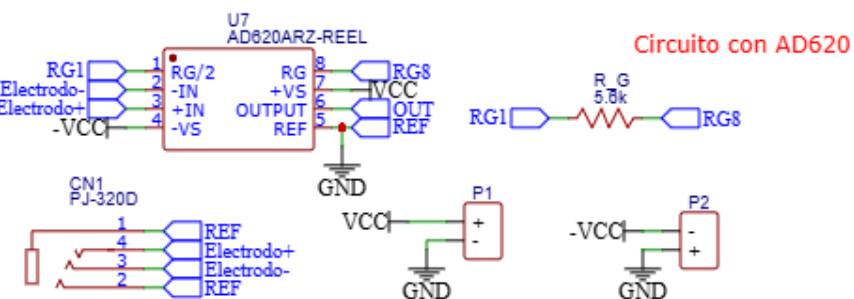 U7
AD620ARZ-REEL
Circuito con AD620
RG1 1 RG/2 RG 8 RG8
Electrodo- 2 -IN +VS 7 VCC
Electrodo+ 3 +IN OUTPUT 6 OUT
-VCC 4 -VS REF 5 REF
GND
R_G
5.6k
RG1 RG8
CN1
PJ-320D
1 REF
4 Electrodo+
3 Electrodo-
2 REF
P1
VCC +
-
GND
P2
-VCC -
+
GND